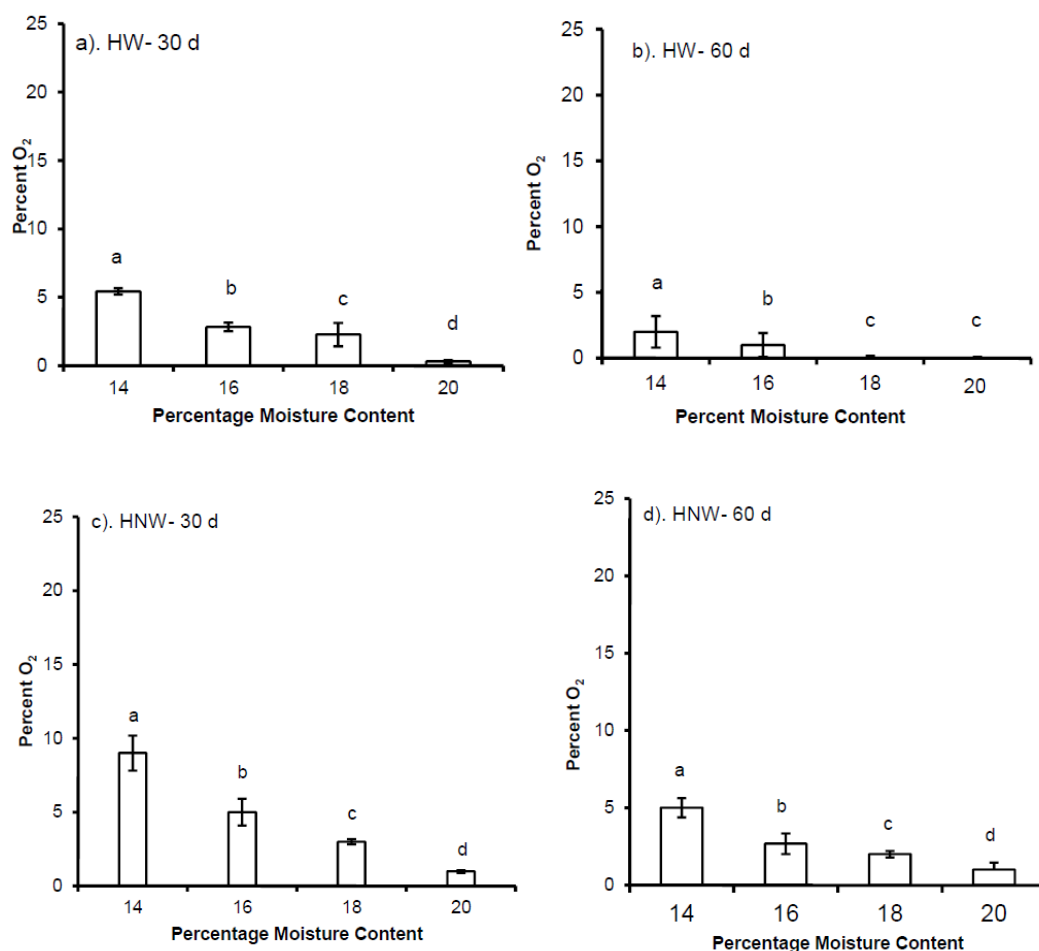 a). HW- 30 d
Percent O₂
25
20
15
10
5
0
a
b
c
d
14 16 18 20
Percentage Moisture Content
b). HW- 60 d
Percent O₂
25
20
15
10
5
0
a
b
c
c
14 16 18 20
Percent Moisture Content
c). HNW- 30 d
Percent O₂
25
20
15
10
5
0
a
b
c
d
14 16 18 20
Percentage Moisture Content
d). HNW- 60 d
Percent O₂
25
20
15
10
5
0
a
b
c
d
14 16 18 20
Percentage Moisture Content